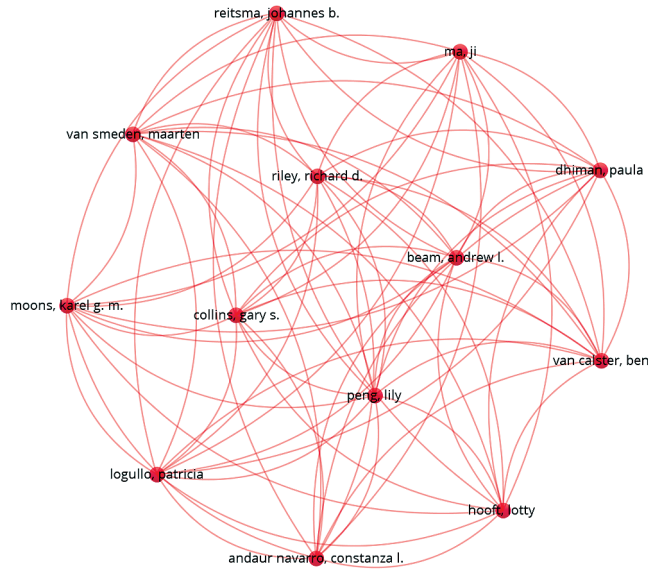 reitsma, johannes b.
ma, ji
van smeden, maarten
riley, richard d.
dhiman, paula
beam, andrew l.
moons, karel g. m.
collins, gary s.
van calster, ben
peng, lily
logullo, patricia
hooft, lotty
andaur navarro, constanza l.